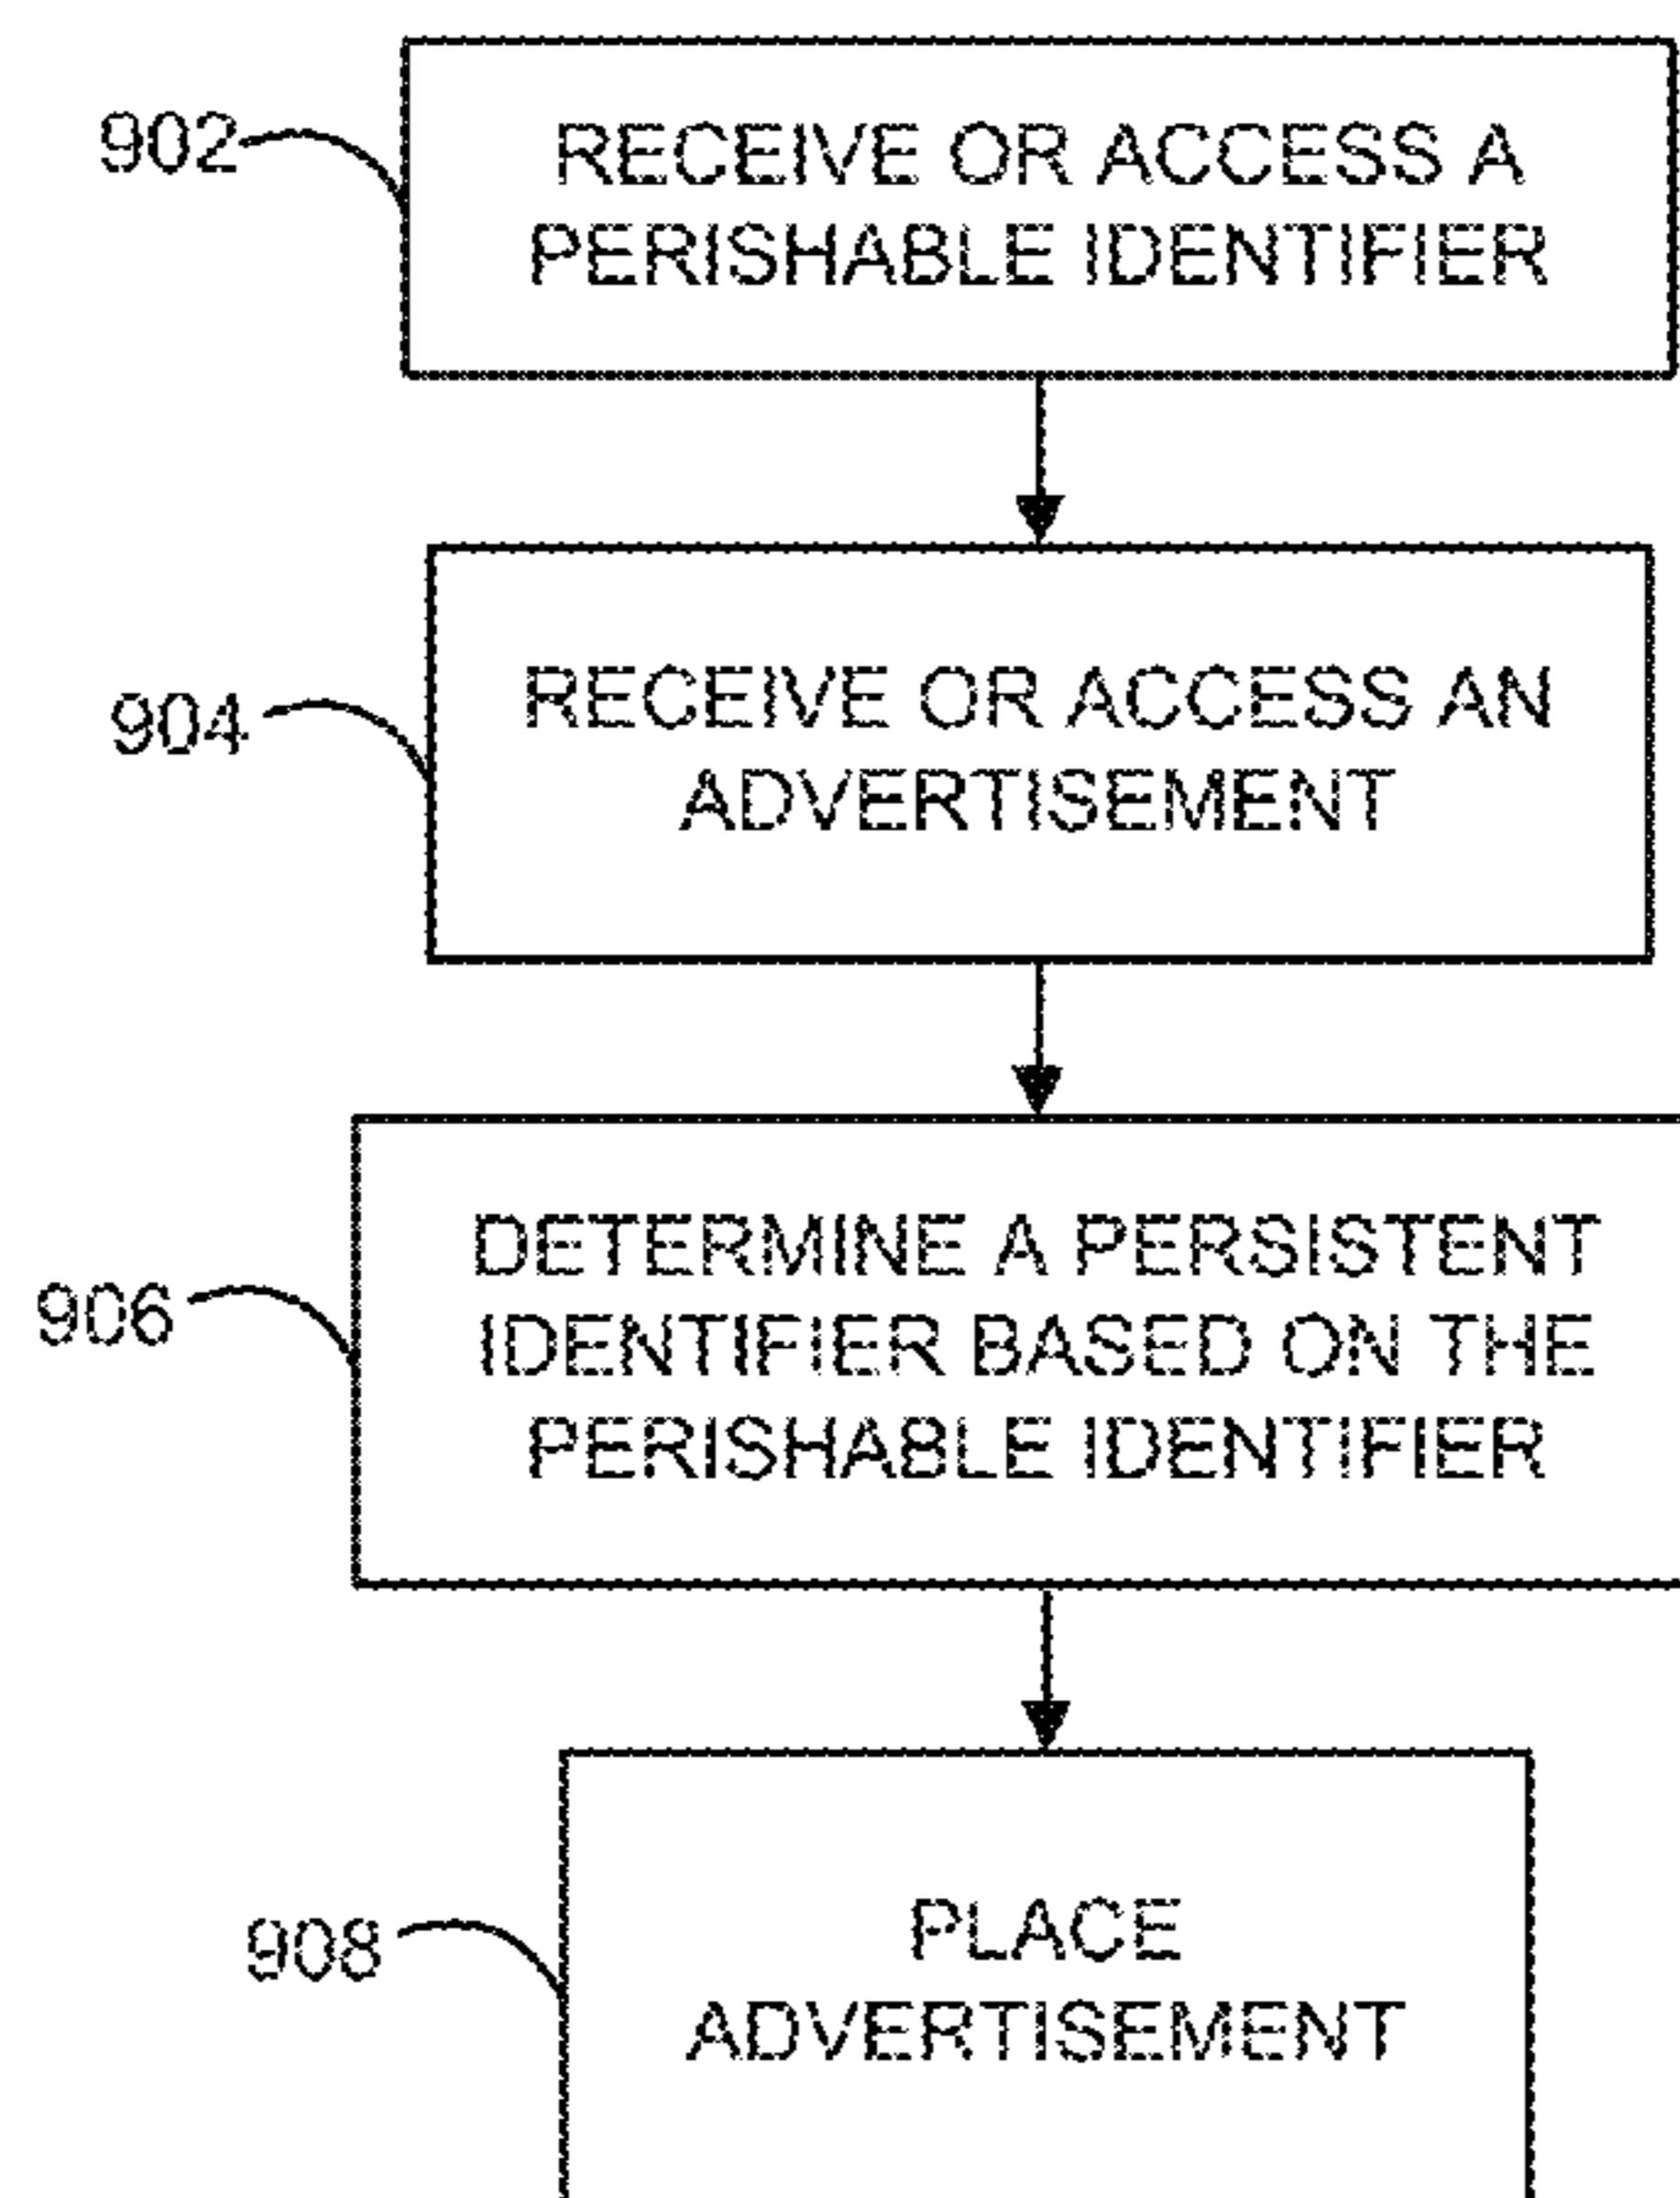 902
RECEIVE OR ACCESS A
PERISHABLE IDENTIFIER
904
RECEIVE OR ACCESS AN
ADVERTISEMENT
906
DETERMINE A PERSISTENT
IDENTIFIER BASED ON THE
PERISHABLE IDENTIFIER
908
PLACE
ADVERTISEMENT